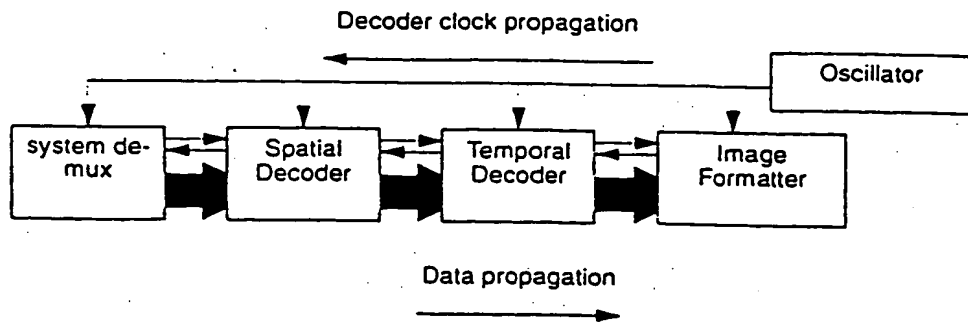 Decoder clock propagation
Oscillator
system de-
mux
Spatial
Decoder
Temporal
Decoder
Image
Formatter
Data propagation